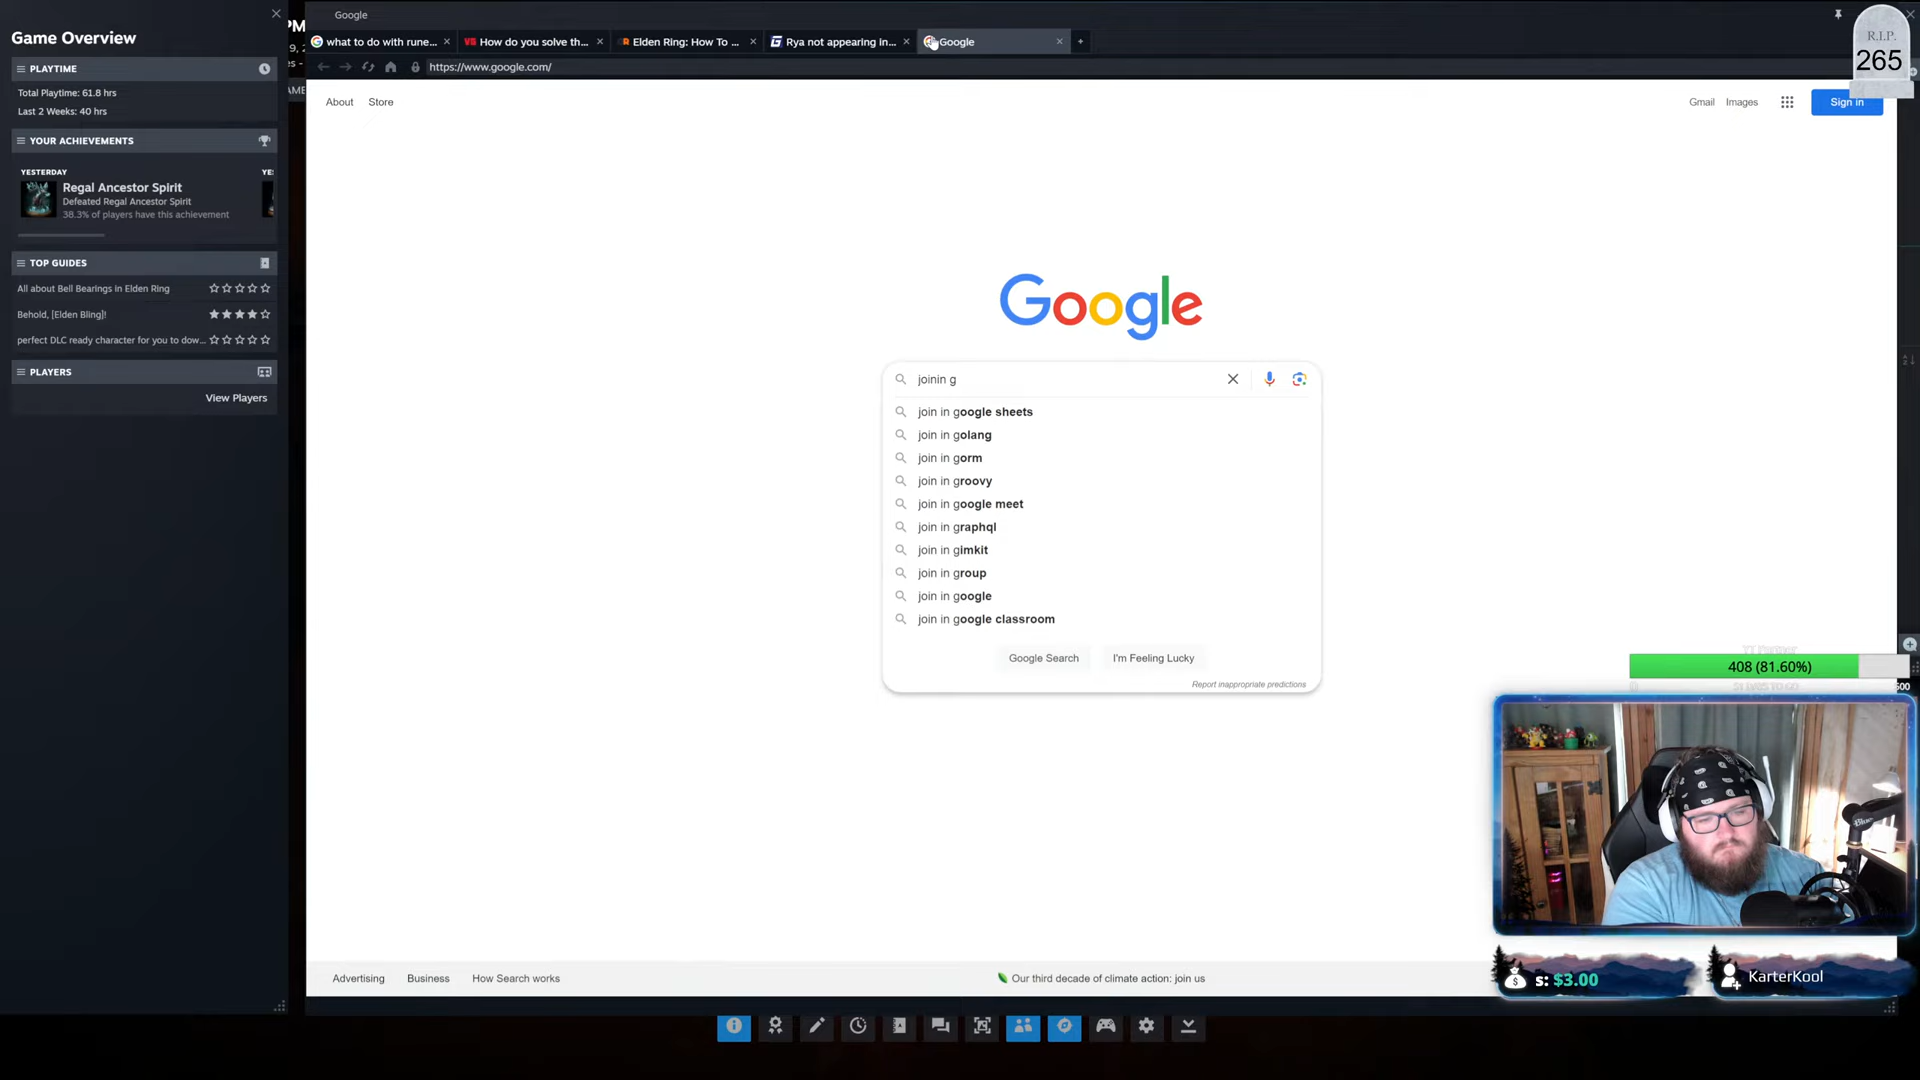 Game Overview
PLAYTIME
Total Playtime: 61.8 hrs
Last 2 Weeks: 40 hrs
YOUR ACHIEVEMENTS
YESTERDAY
Regal Ancestor Spirit
Defeated Regal Ancestor Spirit
38.3% of players have this achievement
TOP GUIDES
All about Bell Bearings in Elden Ring
Behold, [Elden Bling]!
perfect DLC ready character for you to dow...
PLAYERS
View Players
Google
what to do with rune...
How do you solve th...
Elden Ring: How To ...
Rya not appearing in...
Google
https://www.google.com/
R.I.P.
265
About Store
Gmail Images
Sign in
Google
joinin g
join in google sheets
join in golang
join in gorm
join in groovy
join in google meet
join in graphql
join in gimkit
join in group
join in google
join in google classroom
Google Search I'm Feeling Lucky
Report inappropriate predictions
408 (81.60%)
Blue
s: $3.00
KarterKool
Advertising Business How Search works
Our third decade of climate action: join us